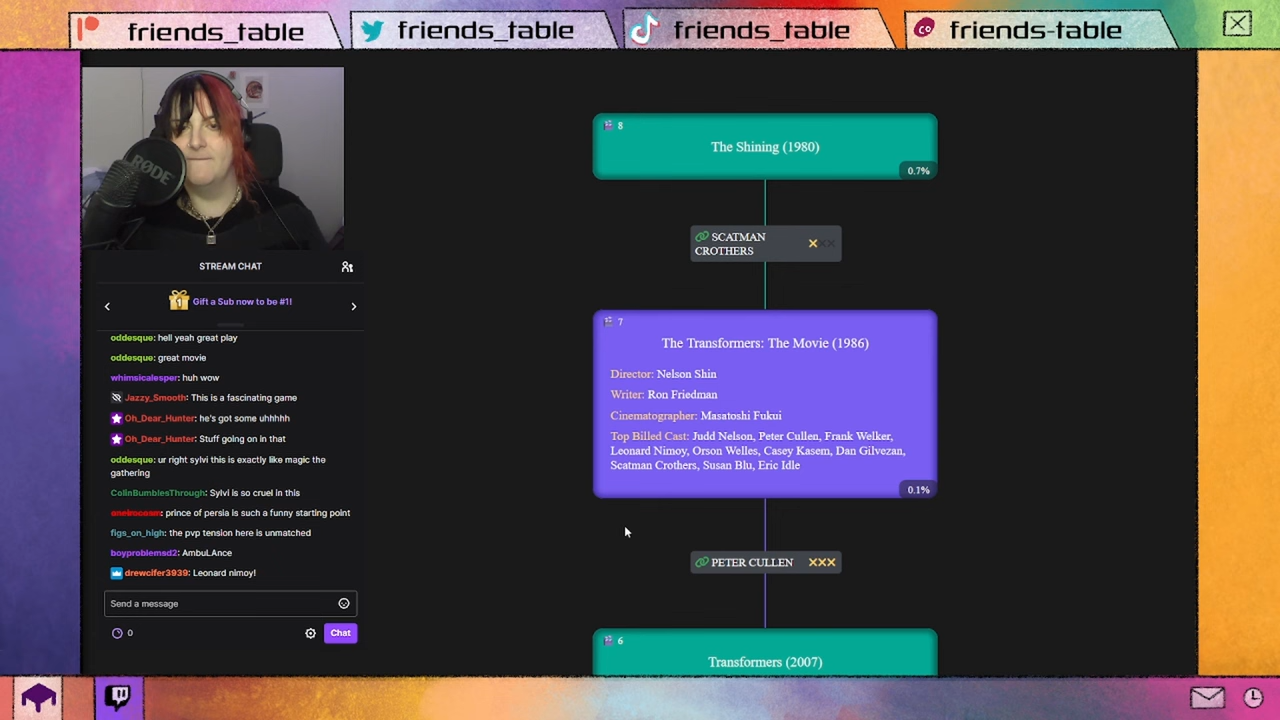 friends_table
friends_table
friends_table
friends-table
RØDE
STREAM CHAT
Gift a Sub now to be #1!
oddesque: hell yeah great play
oddesque: great movie
whimsicalesper: huh wow
Jazzy_Smooth: This is a fascinating game
Oh_Dear_Hunter: he's got some uhhhhh
Oh_Dear_Hunter: Stuff going on in that
oddesque: ur right sylvi this is exactly like magic the
gathering
ColinBumblesThrough: Sylvi is so cruel in this
aneirocosm: prince of persia is such a funny starting point
figs_on_high: the pvp tension here is unmatched
boyproblemsd2: AmbuLAnce
drewcifer3939: Leonard nimoy!
Send a message
0
Chat
8
The Shining (1980)
0.7%
SCATMAN
CROTHERS
7
The Transformers: The Movie (1986)
Director: Nelson Shin
Writer: Ron Friedman
Cinematographer: Masatoshi Fukui
Top Billed Cast: Judd Nelson, Peter Cullen, Frank Welker,
Leonard Nimoy, Orson Welles, Casey Kasem, Dan Gilvezan,
Scatman Crothers, Susan Blu, Eric Idle
0.1%
PETER CULLEN
6
Transformers (2007)